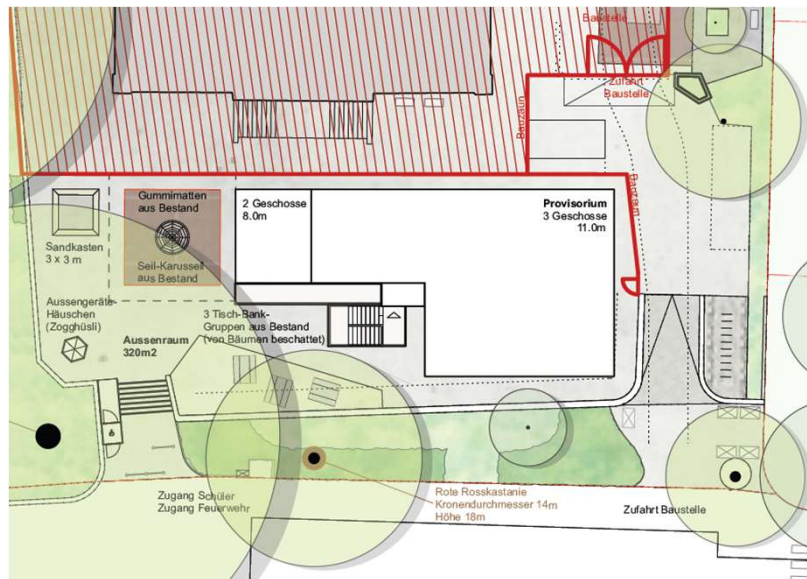 Baustelle
Zufahrt
Baustelle
Bauzaun
Bauzaun
Gummimatten
aus Bestand
2 Geschosse
8.0m
Provisorium
3 Geschosse
11.0m
Sandkasten
3 x 3 m
Seil-Karussell
aus Bestand
Aussengeräte-
Häuschen
(Zogghüsli)
3 Tisch-Bank-
Gruppen aus Bestand
(von Bäumen beschattet)
Aussenraum
320m2
Zugang Schüler
Zugang Feuerwehr
Rote Rosskastanie
Kronendurchmesser 14m
Höhe 18m
Zufahrt Baustelle